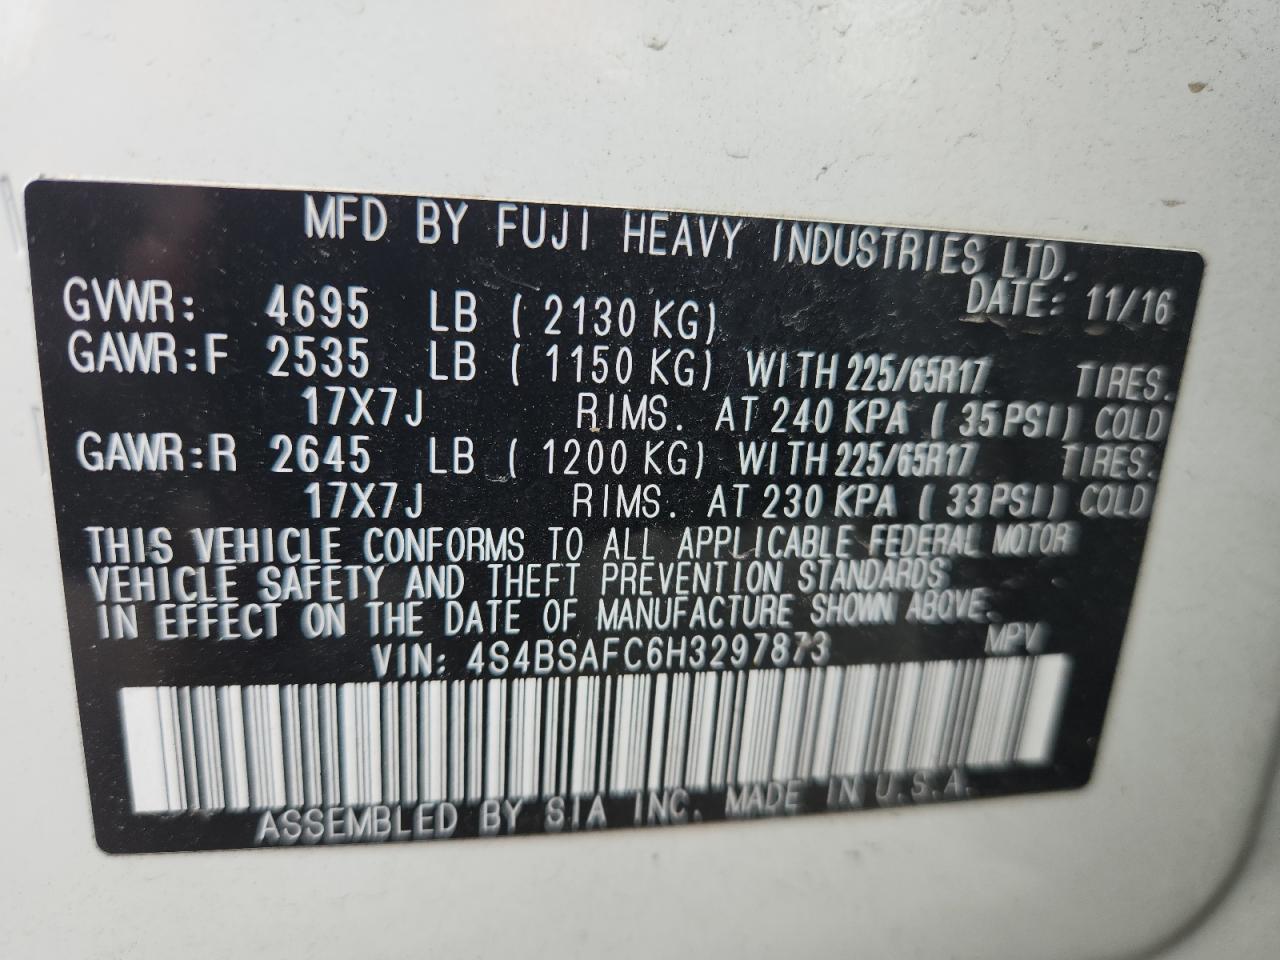 MFD BY FUJI HEAVY INDUSTRIES LTD.
DATE: 11/16
GVWR: 4695 LB ( 2130 KG)
GAWR:F 2535 LB ( 1150 KG) WITH 225/65R17 TIRES.
17X7J RIMS. AT 240 KPA ( 35PSI) COLD
GAWR:R 2645 LB ( 1200 KG) WITH 225/65R17 TIRES.
17X7J RIMS. AT 230 KPA ( 33PSI) COLD
THIS VEHICLE CONFORMS TO ALL APPLICABLE FEDERAL MOTOR
VEHICLE SAFETY AND THEFT PREVENTION STANDARDS
IN EFFECT ON THE DATE OF MANUFACTURE SHOWN ABOVE.
VIN: 4S4BSAFC6H3297873 MPV
ASSEMBLED BY SIA INC. MADE IN U.S.A.